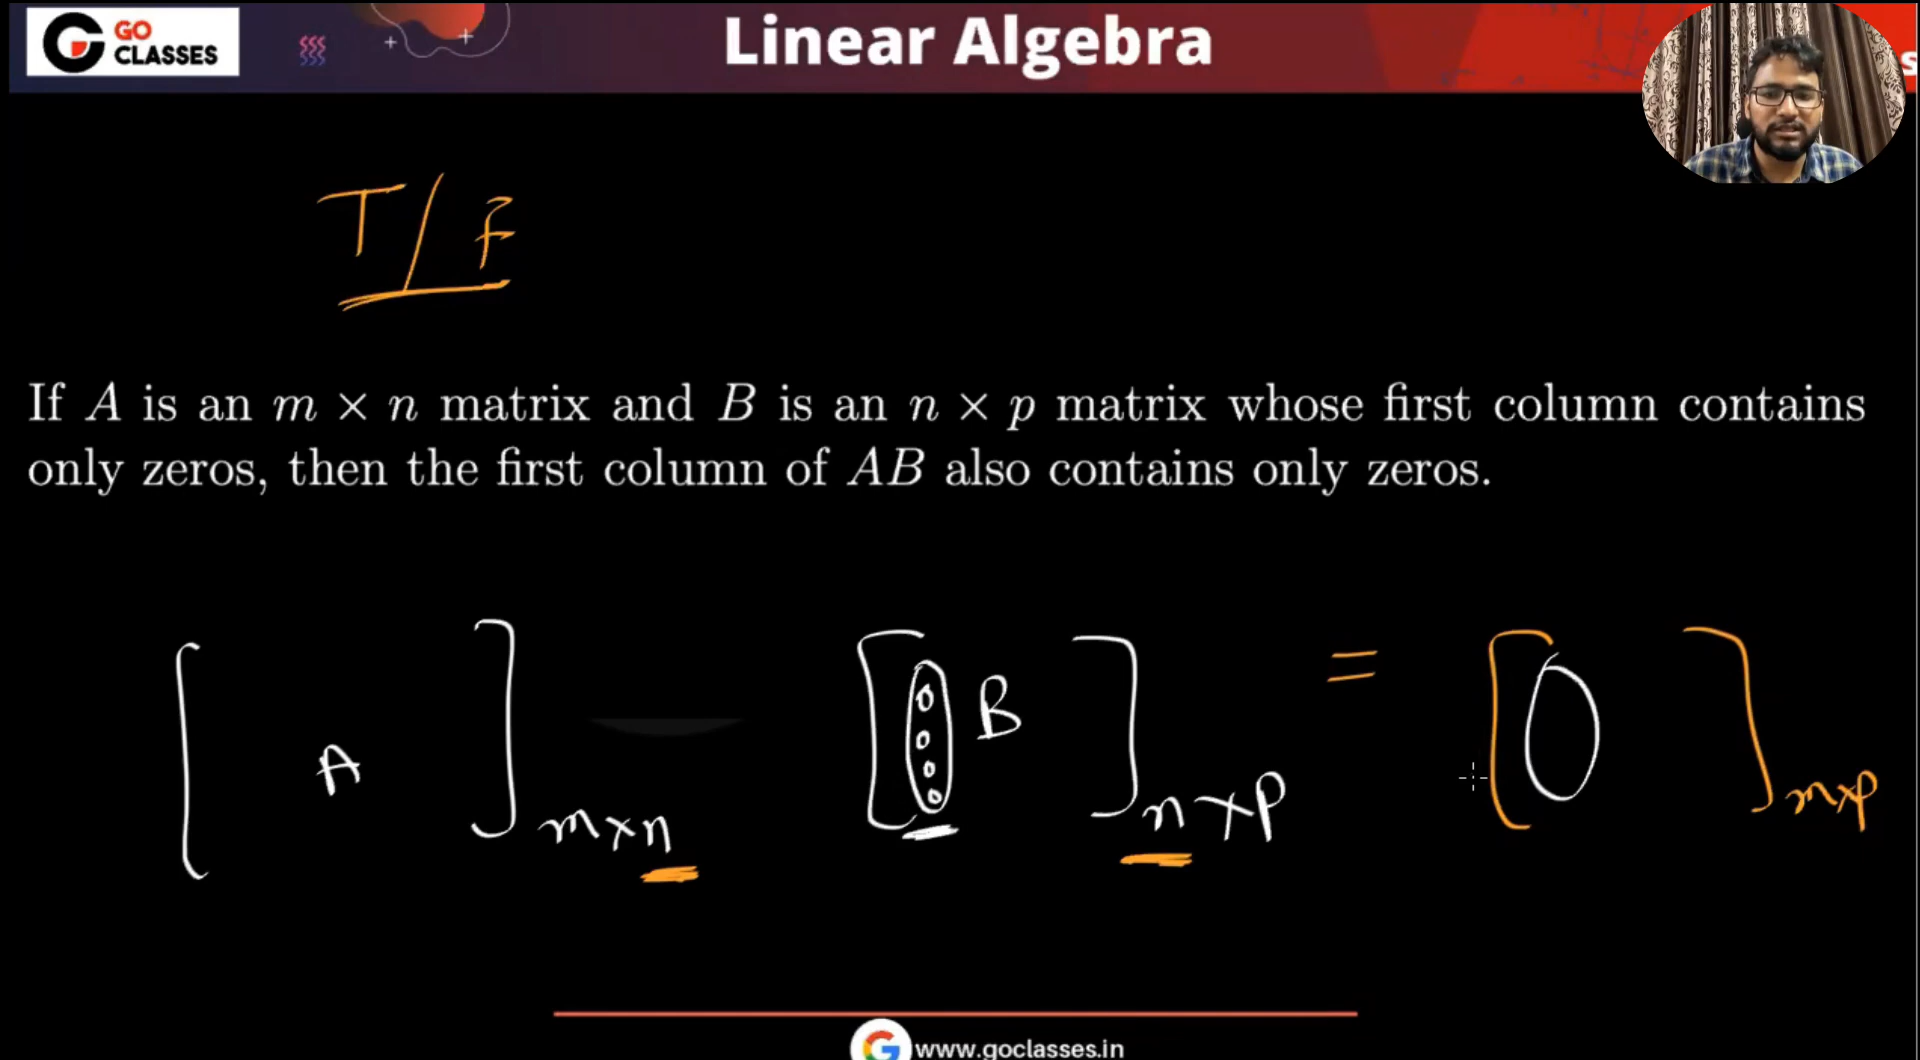 GO
CLASSES
Linear Algebra
s
T/F
If A is an m × n matrix and B is an n × p matrix whose first column contains
only zeros, then the first column of AB also contains only zeros.
[ A ] m×n [ 0 0 0 0 B ] n×p = [ 0 ] m×p
www.goclasses.in